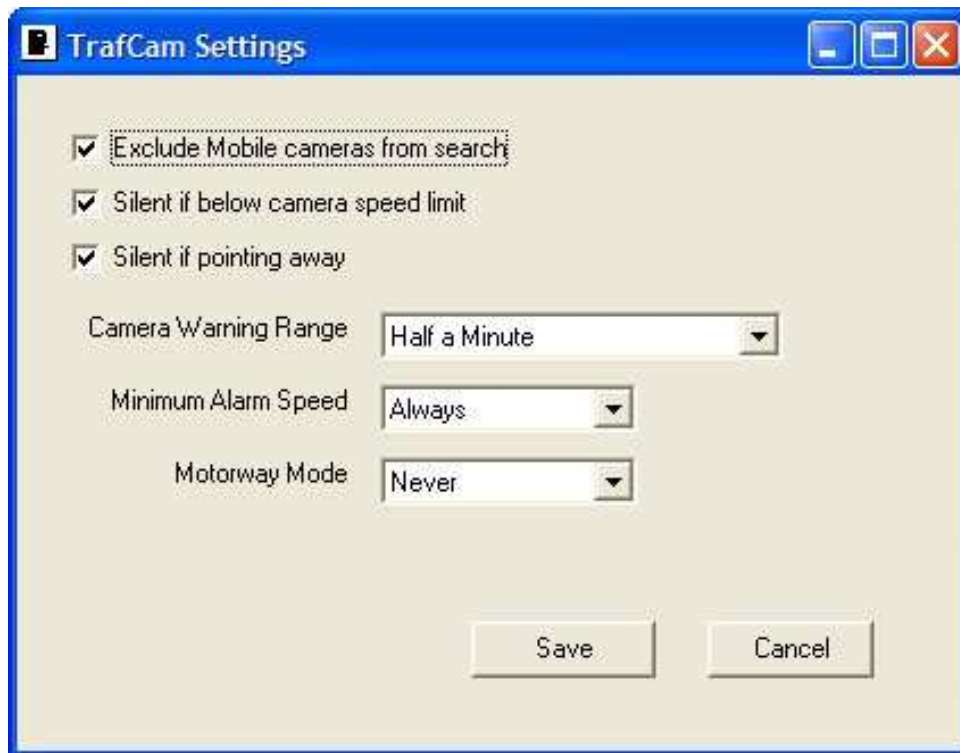 TrafCam Settings
Exclude Mobile cameras from search
Silent if below camera speed limit
Silent if pointing away
Camera Warning Range Half a Minute
Minimum Alarm Speed Always
Motorway Mode Never
Save Cancel